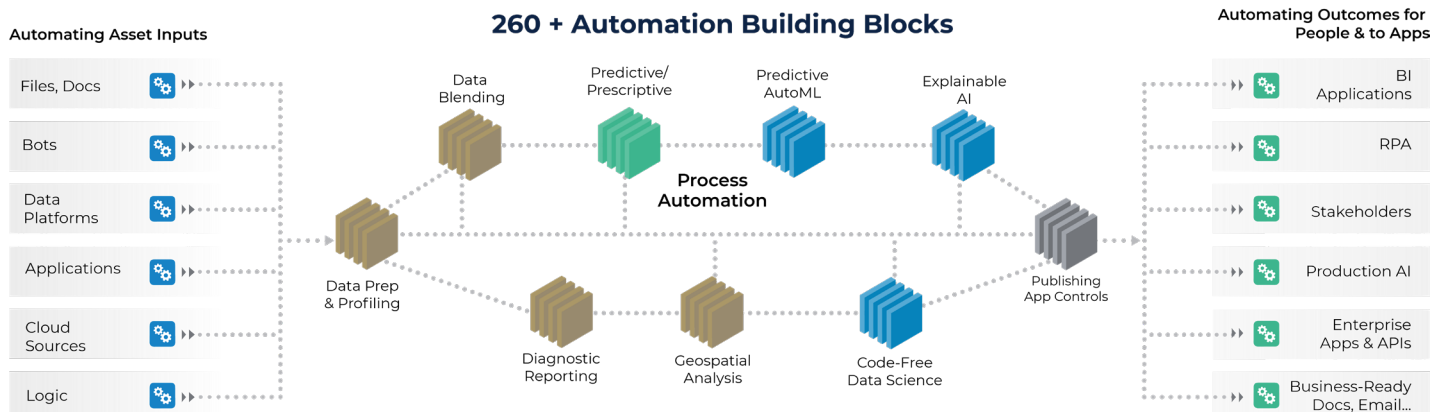 260 + Automation Building Blocks
Automating Asset Inputs
Files, Docs
Bots
Data
Platforms
Applications
Cloud
Sources
Logic
Data
Blending
Predictive/
Prescriptive
Predictive
AutoML
Explainable
AI
Process
Automation
Data Prep
& Profiling
Publishing
App Controls
Diagnostic
Reporting
Geospatial
Analysis
Code-Free
Data Science
Automating Outcomes for
People & to Apps
BI
Applications
RPA
Stakeholders
Production AI
Enterprise
Apps & APIs
Business-Ready
Docs, Email...